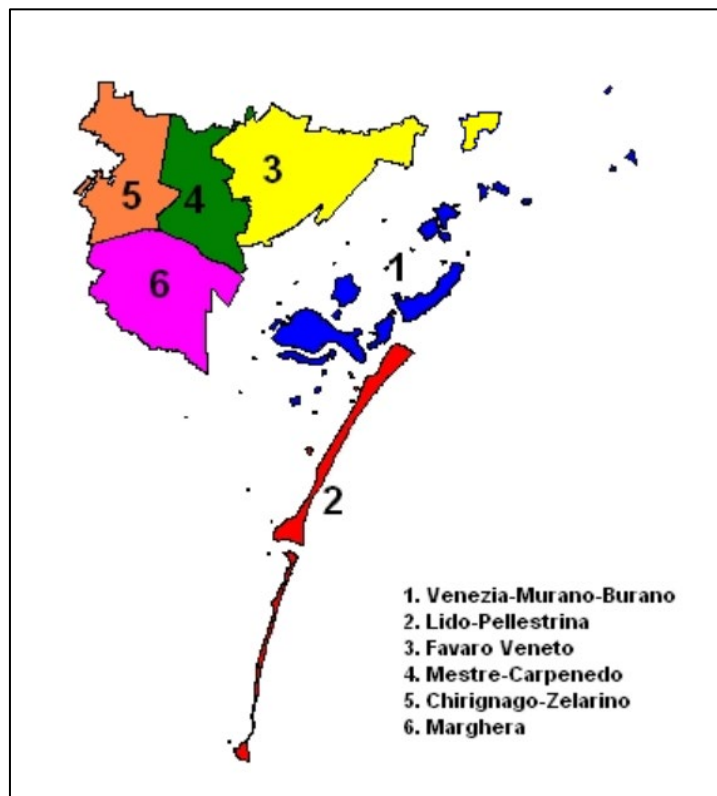 3
5
4
1
6
2
1. Venezia-Murano-Burano
2. Lido-Pellestrina
3. Favaro Veneto
4. Mestre-Carpenedo
5. Chirignago-Zelarino
6. Marghera